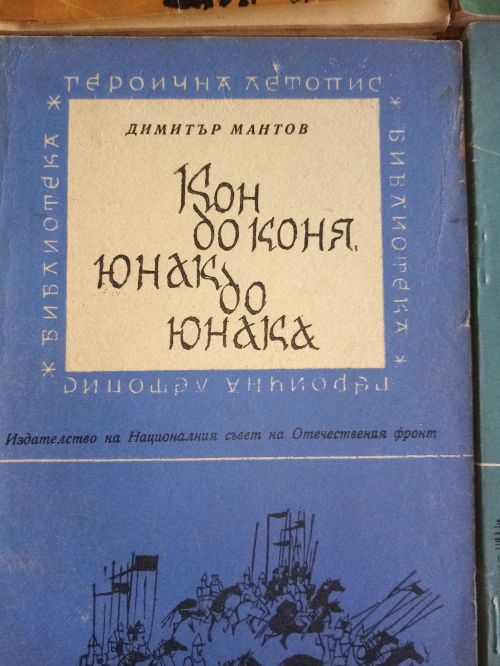 ГЕРОИЧНА ЛЕТОПИС
* БИБЛИОТЕКА *
ДИМИТЪР МАНТОВ
Кон
до коня,
юнак
до
юнака
* БИБЛИОТЕКА *
ГЕРОИЧНА ЛЕТОПИС
Издателство на Националния съвет на Отечествения фронт